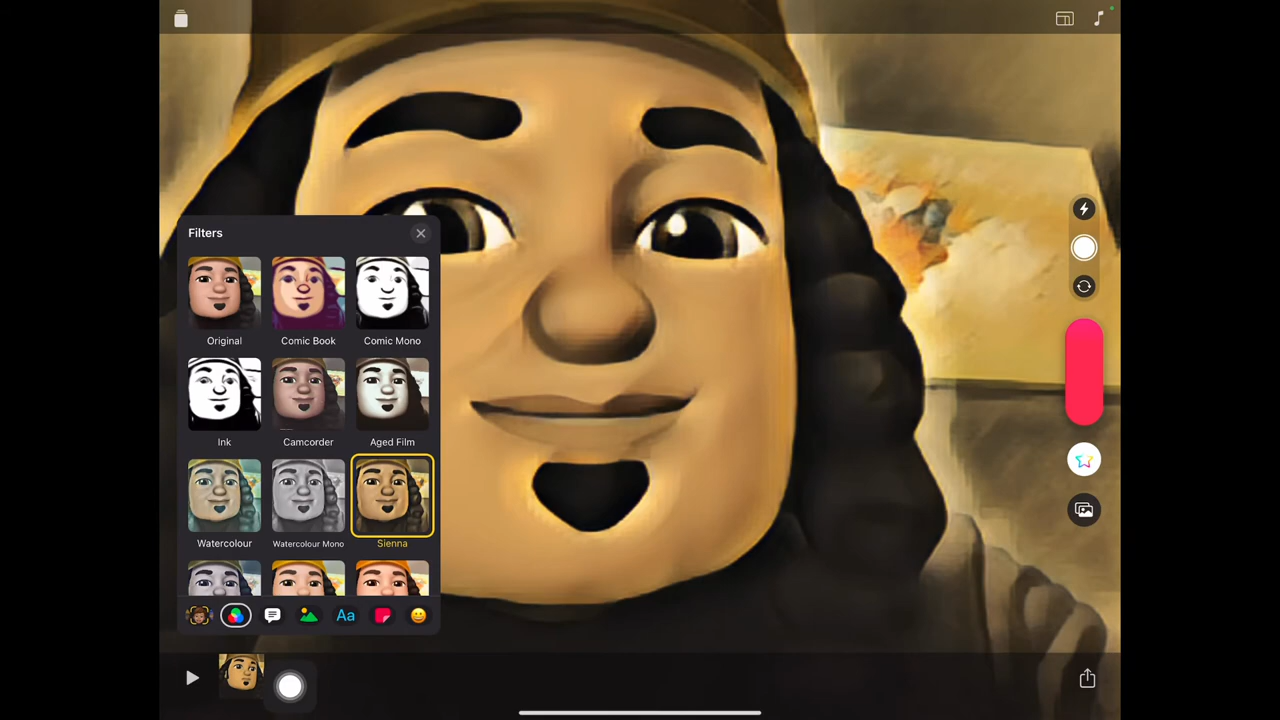 Filters
Original
Comic Book
Comic Mono
Ink
Camcorder
Aged Film
Watercolour
Watercolour Mono
Sienna
Aa